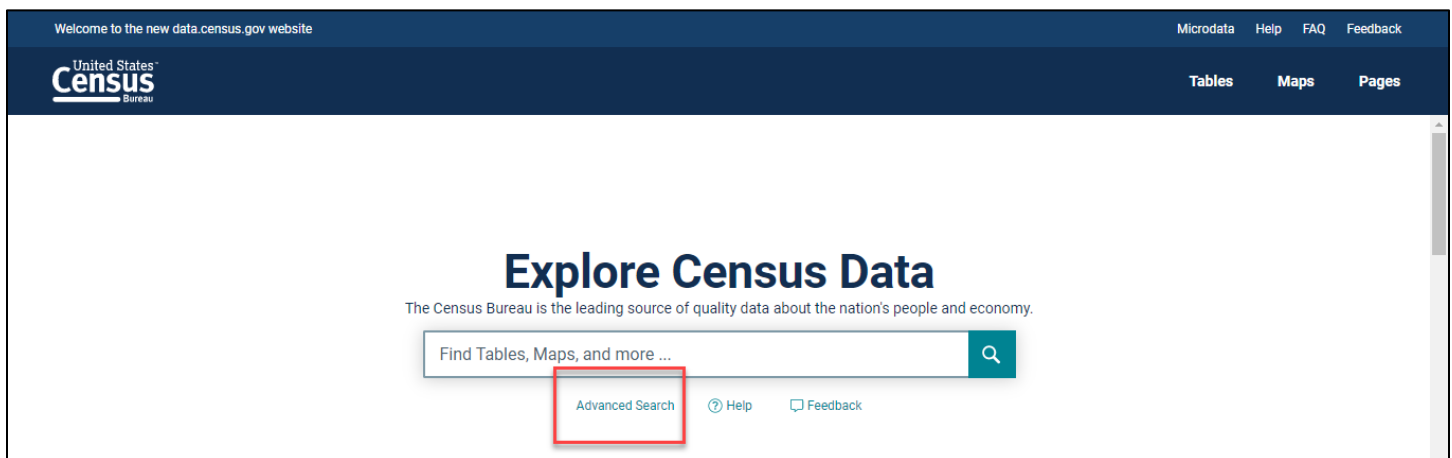 Welcome to the new data.census.gov website
Microdata Help FAQ Feedback
United States™
Census
Bureau
Tables Maps Pages
Explore Census Data
The Census Bureau is the leading source of quality data about the nation's people and economy.
Find Tables, Maps, and more ...
Advanced Search ? Help Feedback